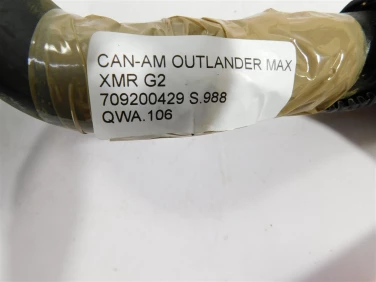 CAN-AM OUTLANDER MAX
XMR G2
709200429 S.988
QWA.106